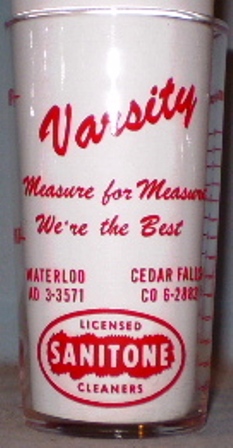 Varsity
Measure for Measure
We're the Best
WATERLOO CEDAR FALLS
AD 3-3571 CO 6-2882
LICENSED
SANITONE
CLEANERS